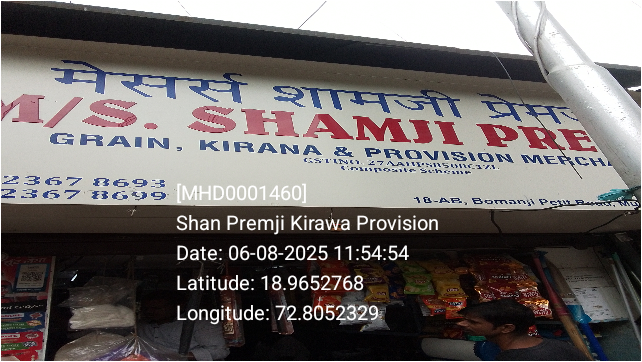 मेसर्स शामजी
M/S. SHAMJI PRE
GRAIN, KIRANA & PROVISION MERCHA
Composite Scheme
2367 8693
2367 8699
18-AB, Bomanji Petit Road, Mu
[MHD0001460]
Shan Premji Kirawa Provision
Date: 06-08-2025 11:54:54
Latitude: 18.9652768
Longitude: 72.8052329